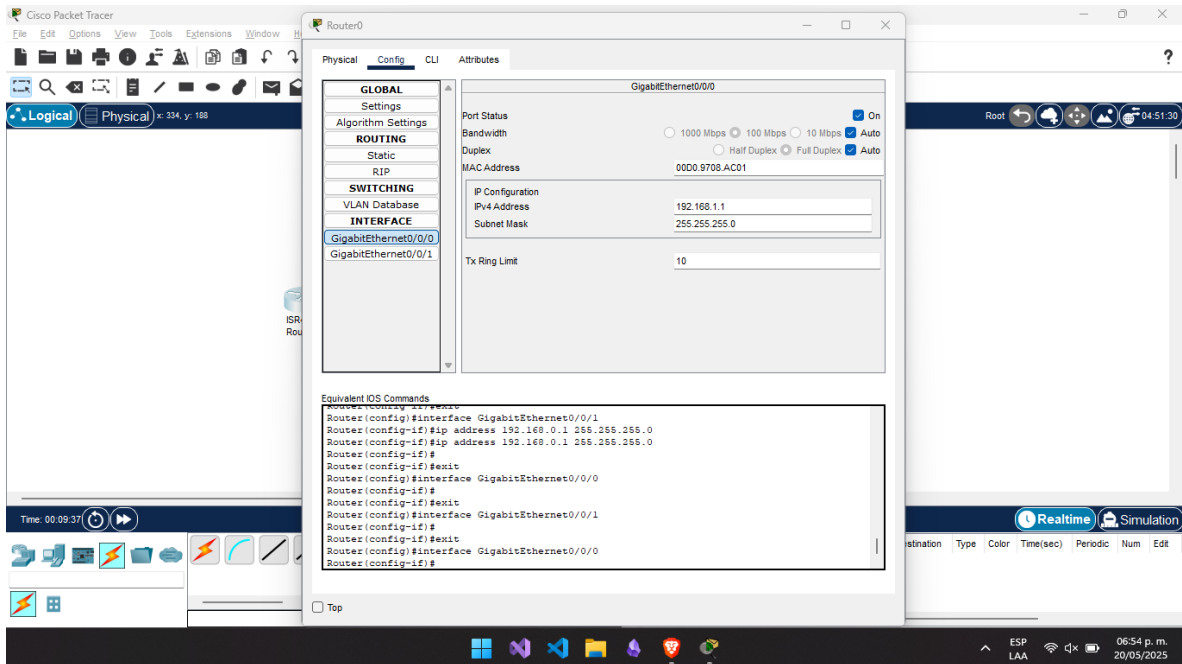 Cisco Packet Tracer
File Edit Options View Tools Extensions Window H
?
Logical Physical x: 334, y: 188
Root 04:51:30
ISR
Rou
Router0
Physical Config CLI Attributes
GLOBAL
Settings
Algorithm Settings
ROUTING
Static
RIP
SWITCHING
VLAN Database
INTERFACE
GigabitEthernet0/0/0
GigabitEthernet0/0/1
GigabitEthernet0/0/0
Port Status On
Bandwidth 1000 Mbps 100 Mbps 10 Mbps Auto
Duplex Half Duplex Full Duplex Auto
MAC Address 00D0.9708.AC01
IP Configuration
IPv4 Address 192.168.1.1
Subnet Mask 255.255.255.0
Tx Ring Limit 10
Equivalent IOS Commands
Router(config-if)#exit
Router(config)#interface GigabitEthernet0/0/1
Router(config-if)#ip address 192.168.0.1 255.255.255.0
Router(config-if)#ip address 192.168.0.1 255.255.255.0
Router(config-if)#
Router(config-if)#exit
Router(config)#interface GigabitEthernet0/0/0
Router(config-if)#
Router(config-if)#exit
Router(config)#interface GigabitEthernet0/0/1
Router(config-if)#
Router(config-if)#exit
Router(config)#interface GigabitEthernet0/0/0
Router(config-if)#
Top
Time: 00:09:37
Realtime Simulation
stination Type Color Time(sec) Periodic Num Edit
ESP
LAA
06:54 p. m.
20/05/2025